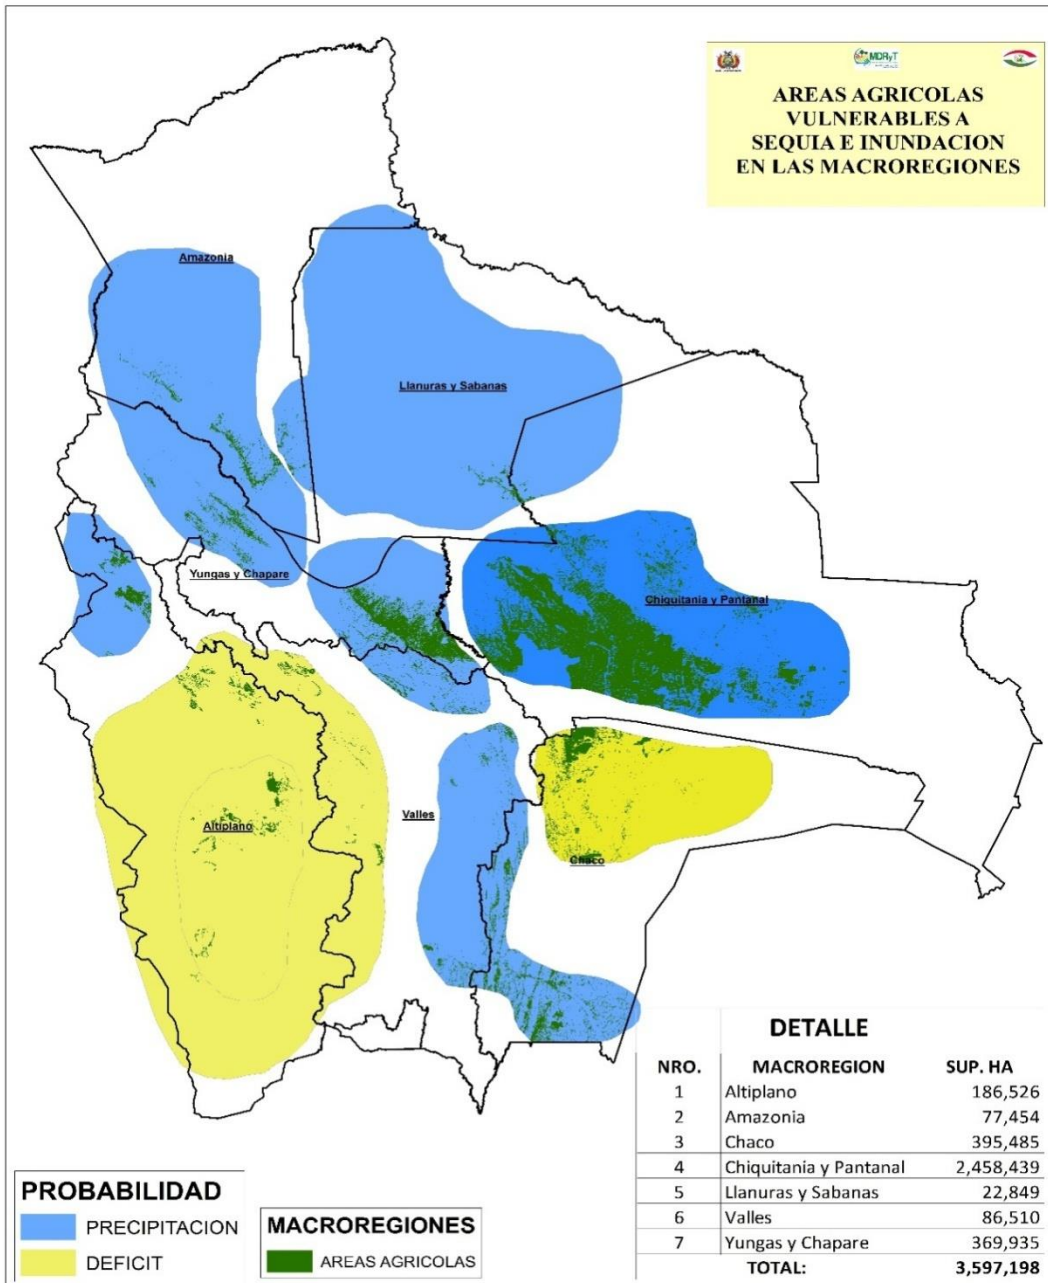 MDRyT
AREAS AGRICOLAS
VULNERABLES A
SEQUIA E INUNDACION
EN LAS MACROREGIONES
Amazonia
Llanuras y Sabanas
Yungas y Chapare
Chiquitania y Pantanal
Altiplano
Valles
Chaco
DETALLE
NRO. MACROREGION SUP. HA
1 Altiplano 186,526
2 Amazonia 77,454
3 Chaco 395,485
4 Chiquitania y Pantanal 2,458,439
5 Llanuras y Sabanas 22,849
6 Valles 86,510
7 Yungas y Chapare 369,935
TOTAL: 3,597,198
PROBABILIDAD
PRECIPITACION
DEFICIT
MACROREGIONES
AREAS AGRICOLAS